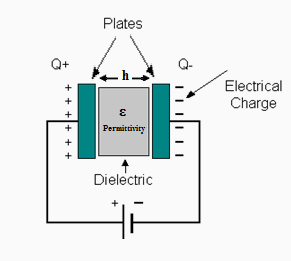 Plates
Q+
h
Q-
Electrical
Charge
ε
Permittivity
Dielectric
+ −